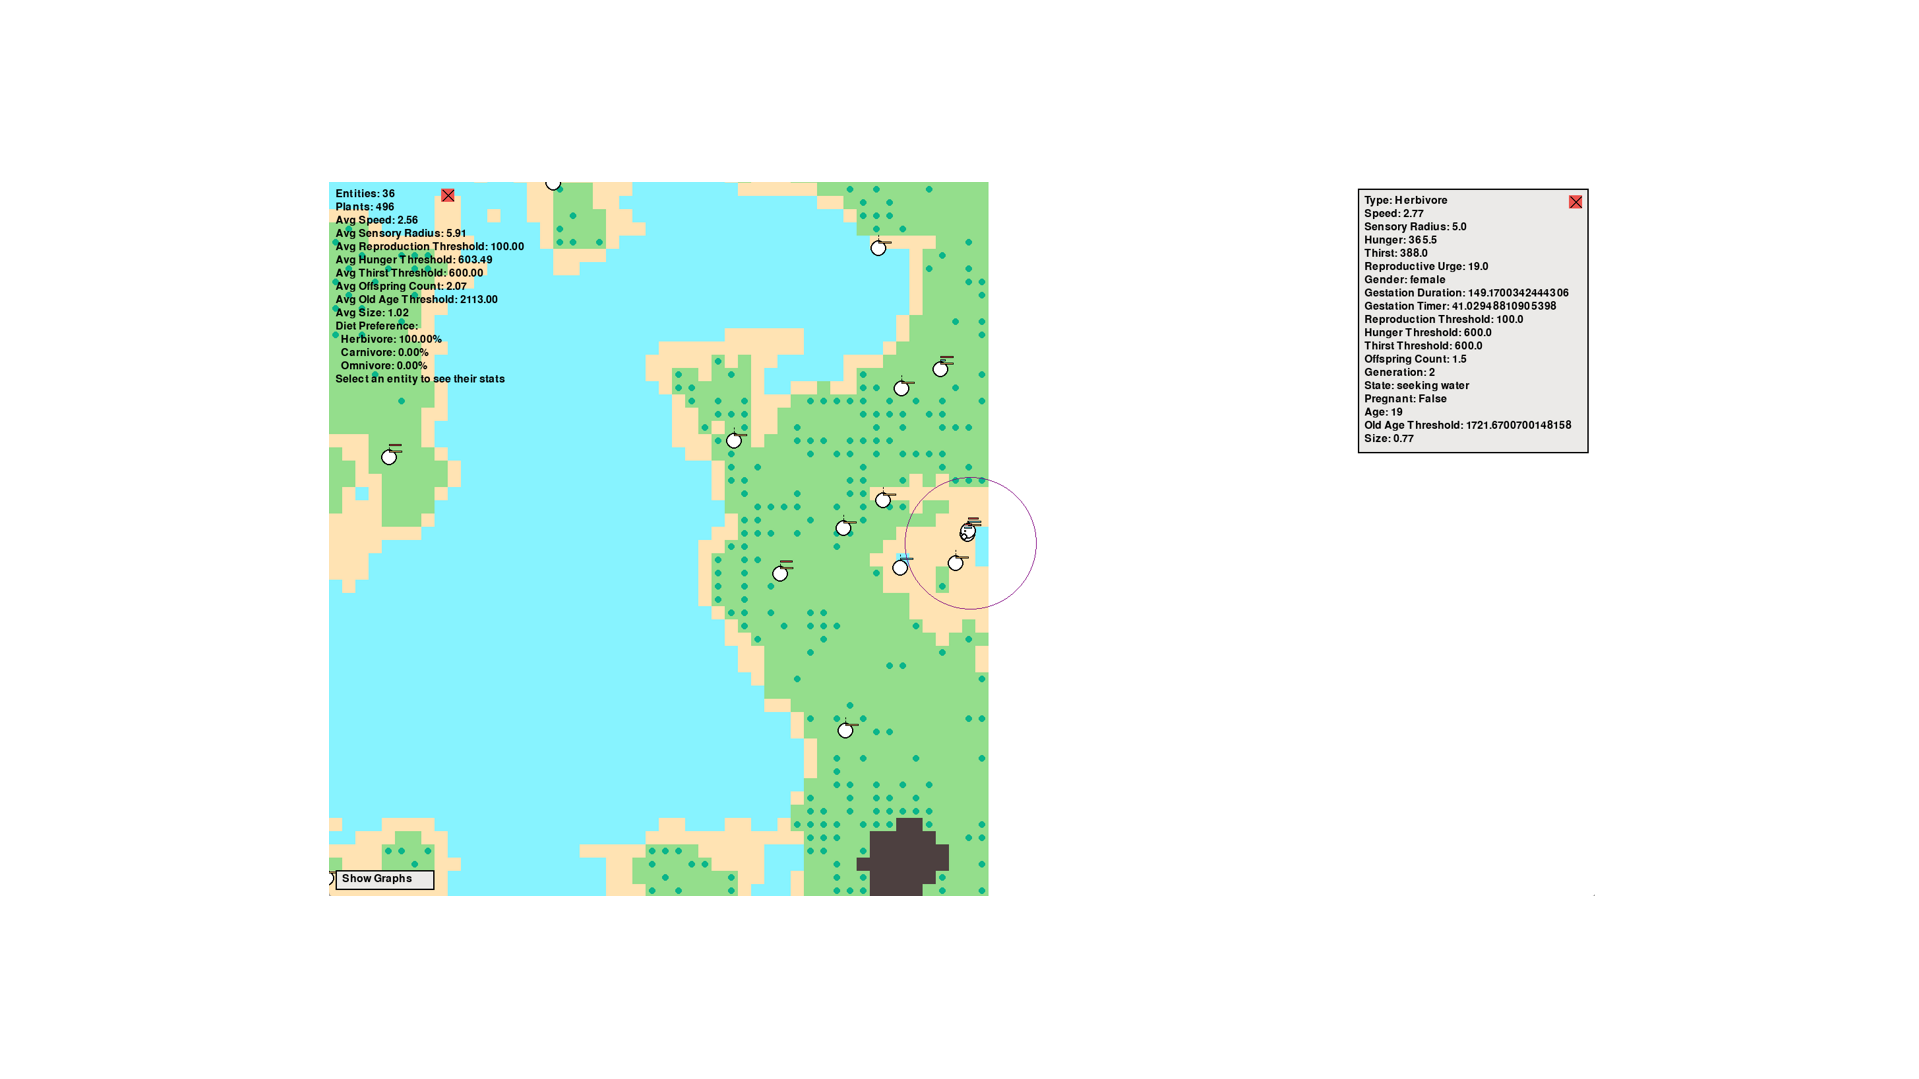 Entities: 36
Plants: 496
Avg Speed: 2.56
Avg Sensory Radius: 5.91
Avg Reproduction Threshold: 100.00
Avg Hunger Threshold: 603.49
Avg Thirst Threshold: 600.00
Avg Offspring Count: 2.07
Avg Old Age Threshold: 2113.00
Avg Size: 1.02
Diet Preference:
Herbivore: 100.00%
Carnivore: 0.00%
Omnivore: 0.00%
Select an entity to see their stats
Show Graphs
Type: Herbivore
Speed: 2.77
Sensory Radius: 5.0
Hunger: 365.5
Thirst: 388.0
Reproductive Urge: 19.0
Gender: female
Gestation Duration: 149.1700342444306
Gestation Timer: 41.02948810905398
Reproduction Threshold: 100.0
Hunger Threshold: 600.0
Thirst Threshold: 600.0
Offspring Count: 1.5
Generation: 2
State: seeking water
Pregnant: False
Age: 19
Old Age Threshold: 1721.6700700148158
Size: 0.77